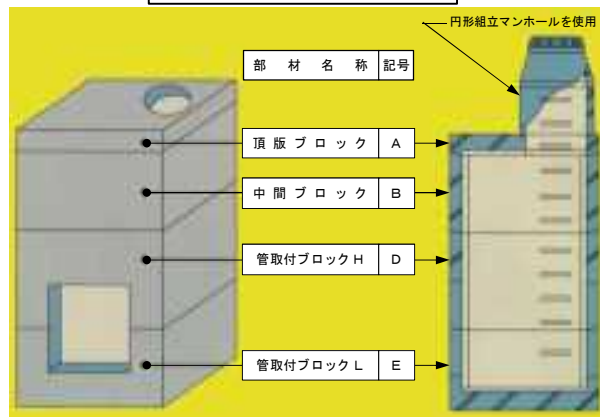 円形組立マンホールを使用
部材名称 記号
頂版ブロック A
中間ブロック B
管取付ブロックH D
管取付ブロックL E